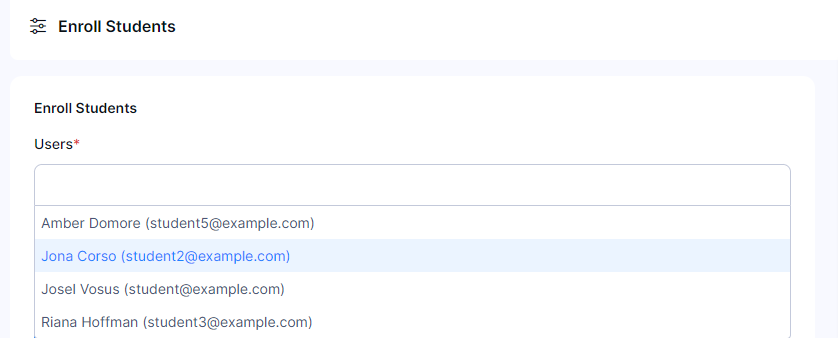 Enroll Students
Enroll Students
Users*
Amber Domore (student5@example.com)
Jona Corso (student2@example.com)
Josel Vosus (student@example.com)
Riana Hoffman (student3@example.com)